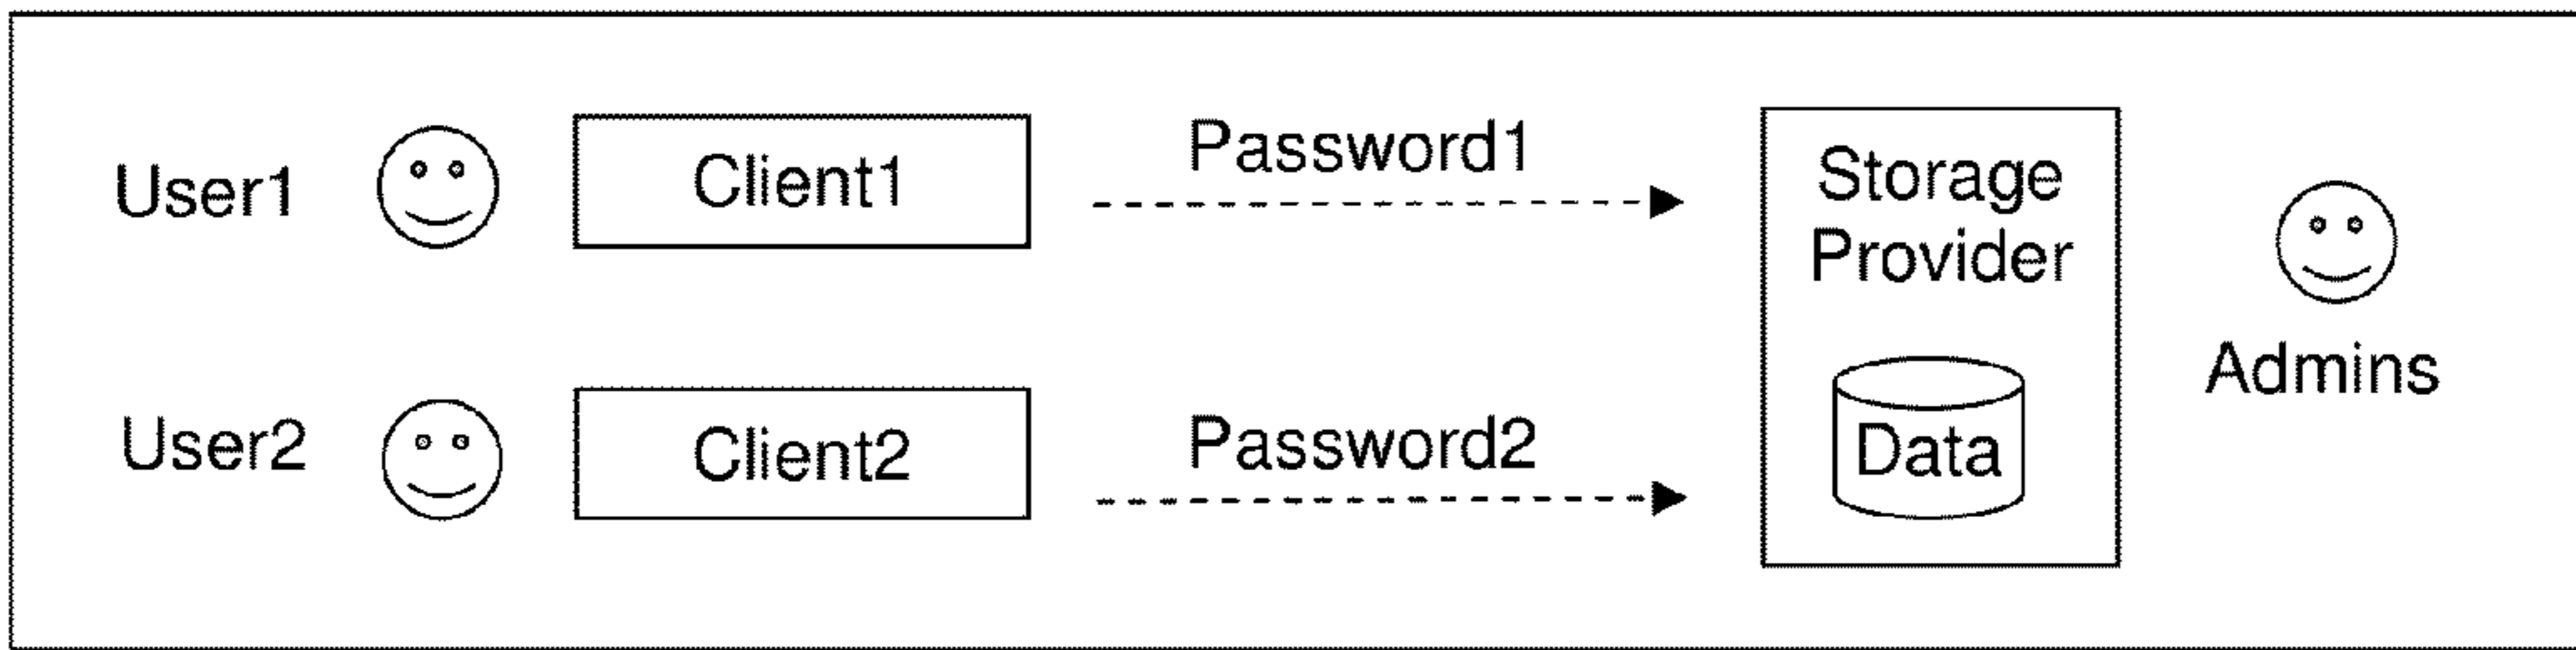 User1
Client1
Password1
Storage
Provider
Admins
User2
Client2
Password2
Data